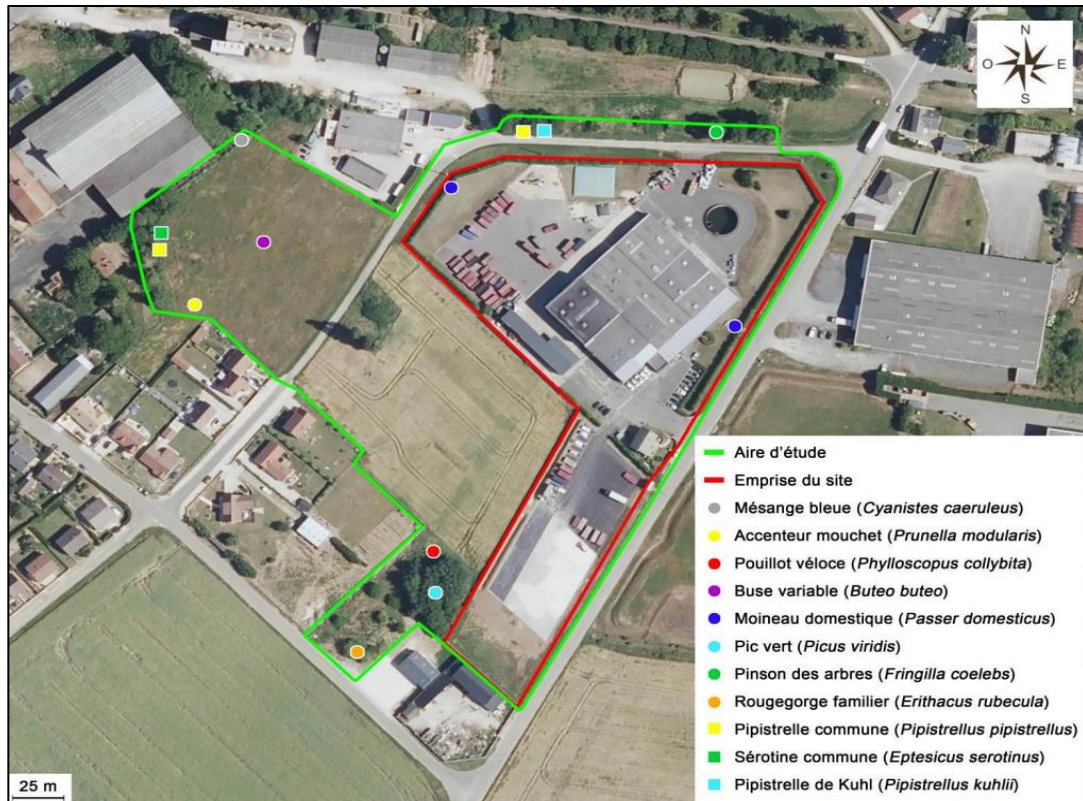 N
O E
S
Aire d'étude
Emprise du site
Mésange bleue (Cyanistes caeruleus)
Accenteur mouchet (Prunella modularis)
Pouillot véloce (Phylloscopus collybita)
Buse variable (Buteo buteo)
Moineau domestique (Passer domesticus)
Pic vert (Picus viridis)
Pinson des arbres (Fringilla coelebs)
Rougegorge familier (Erithacus rubecula)
Pipistrelle commune (Pipistrellus pipistrellus)
Sérotine commune (Eptesicus serotinus)
Pipistrelle de Kuhl (Pipistrellus kuhlii)
25 m